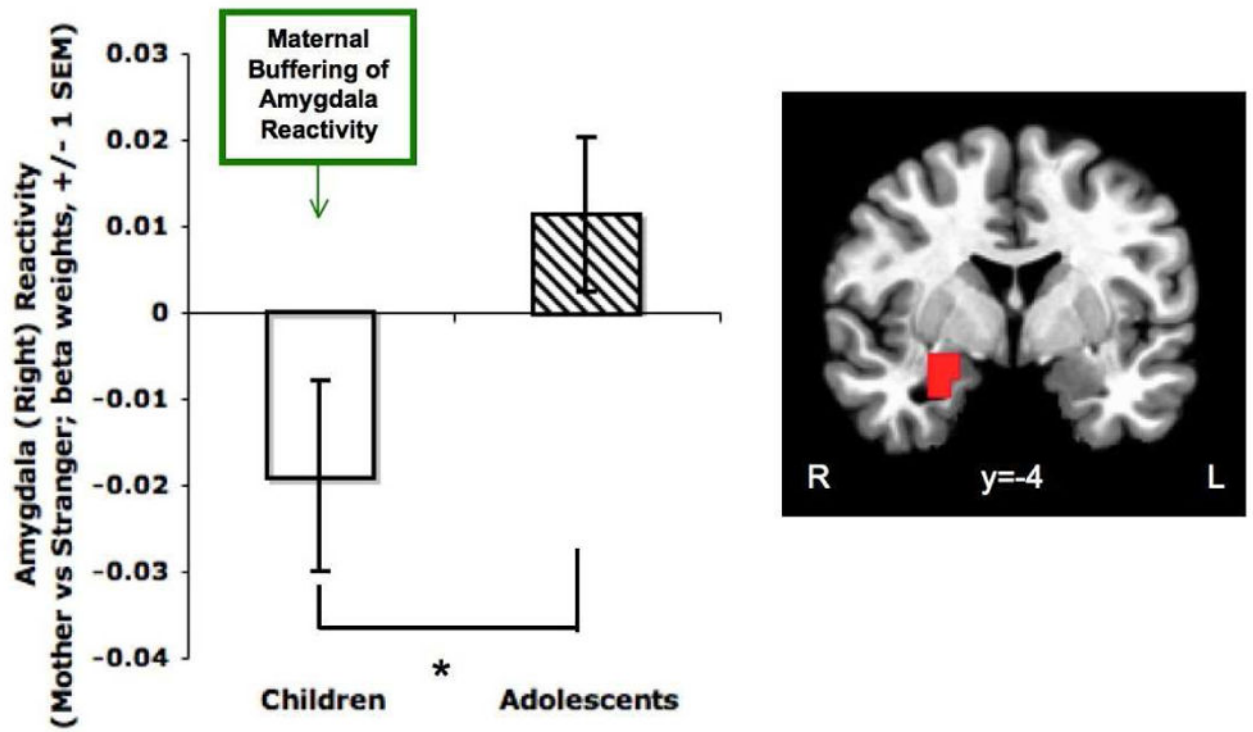 Amygdala (Right) Reactivity
(Mother vs Stranger; beta weights, +/- 1 SEM)
0.03
0.02
0.01
0
-0.01
-0.02
-0.03
-0.04
Maternal
Buffering of
Amygdala
Reactivity
*
Children
Adolescents
R
y=-4
L